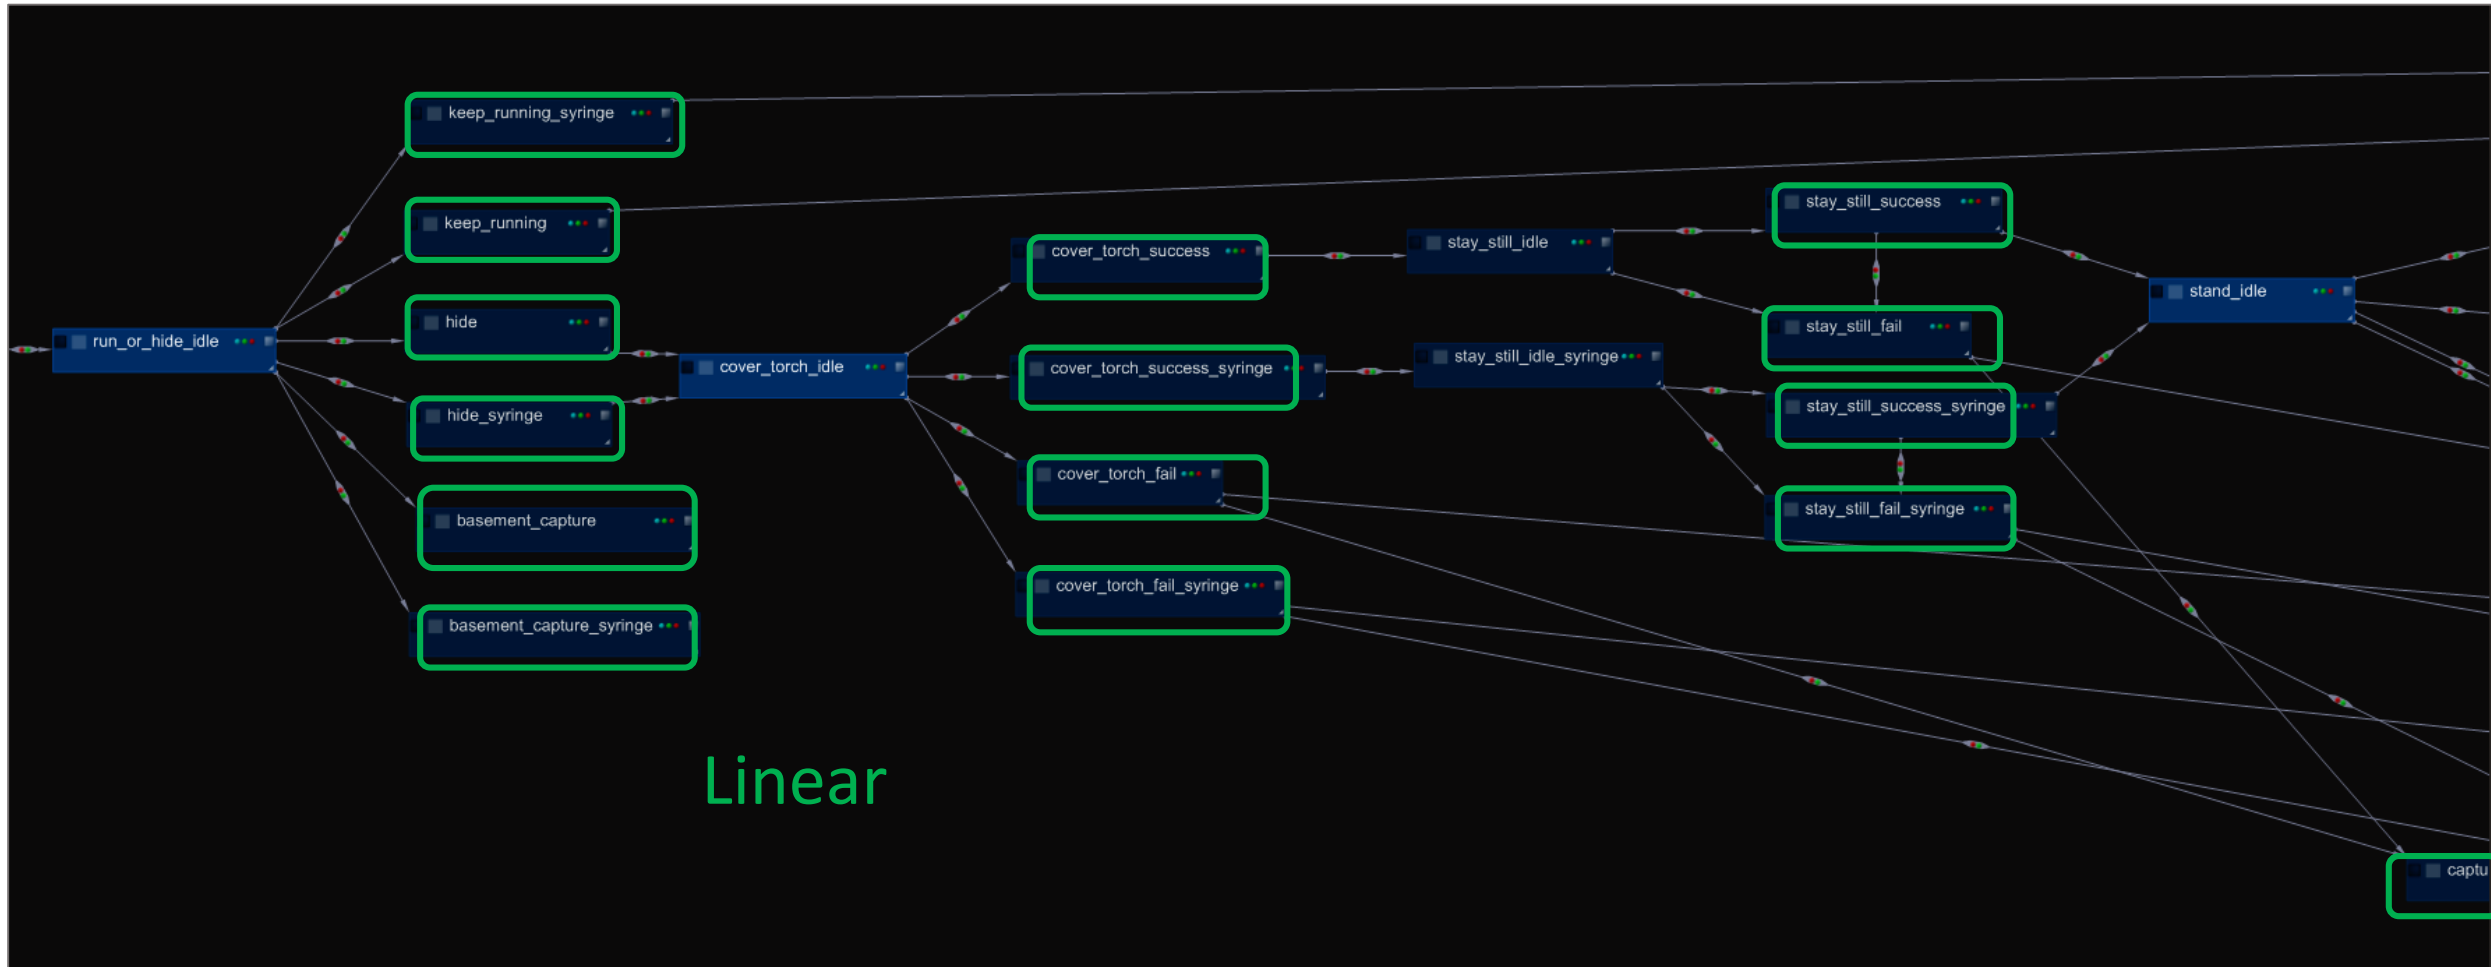 keep_running_syringe
keep_running
hide
run_or_hide_idle
hide_syringe
basement_capture
basement_capture_syringe
cover_torch_idle
cover_torch_success
cover_torch_success_syringe
cover_torch_fail
cover_torch_fail_syringe
stay_still_idle
stay_still_idle_syringe
stay_still_success
stay_still_fail
stay_still_success_syringe
stay_still_fail_syringe
stand_idle
captu
Linear